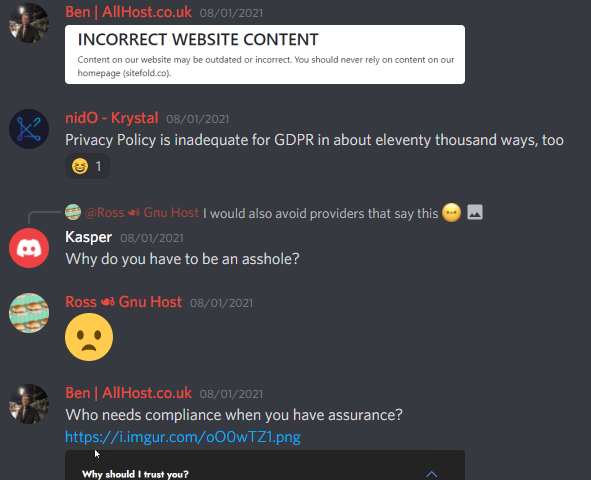 Ben | AllHost.co.uk 08/01/2021
INCORRECT WEBSITE CONTENT
Content on our website may be outdated or incorrect. You should never rely on content on our
homepage (sitefold.co).
nidO - Krystal 08/01/2021
Privacy Policy is inadequate for GDPR in about eleventy thousand ways, too
1
@Ross Gnu Host I would also avoid providers that say this
Kasper 08/01/2021
Why do you have to be an asshole?
Ross Gnu Host 08/01/2021
Ben | AllHost.co.uk 08/01/2021
Who needs compliance when you have assurance?
https://i.imgur.com/oO0wTZ1.png
Why should I trust you?